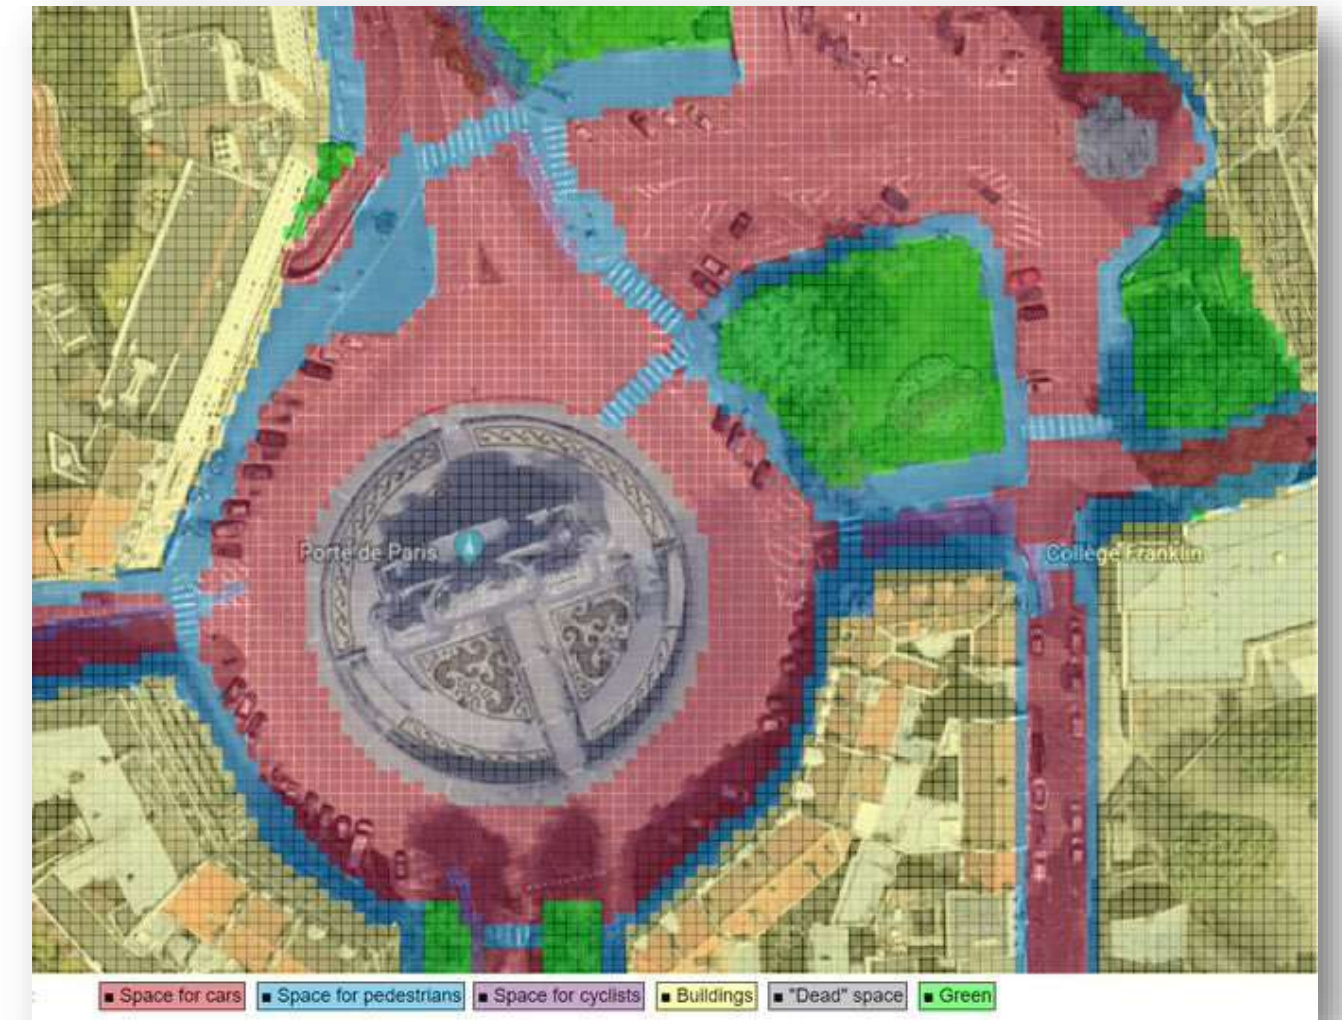 Porte de Paris
Collège Franklin
■ Space for cars ■ Space for pedestrians ■ Space for cyclists ■ Buildings ■ "Dead" space ■ Green